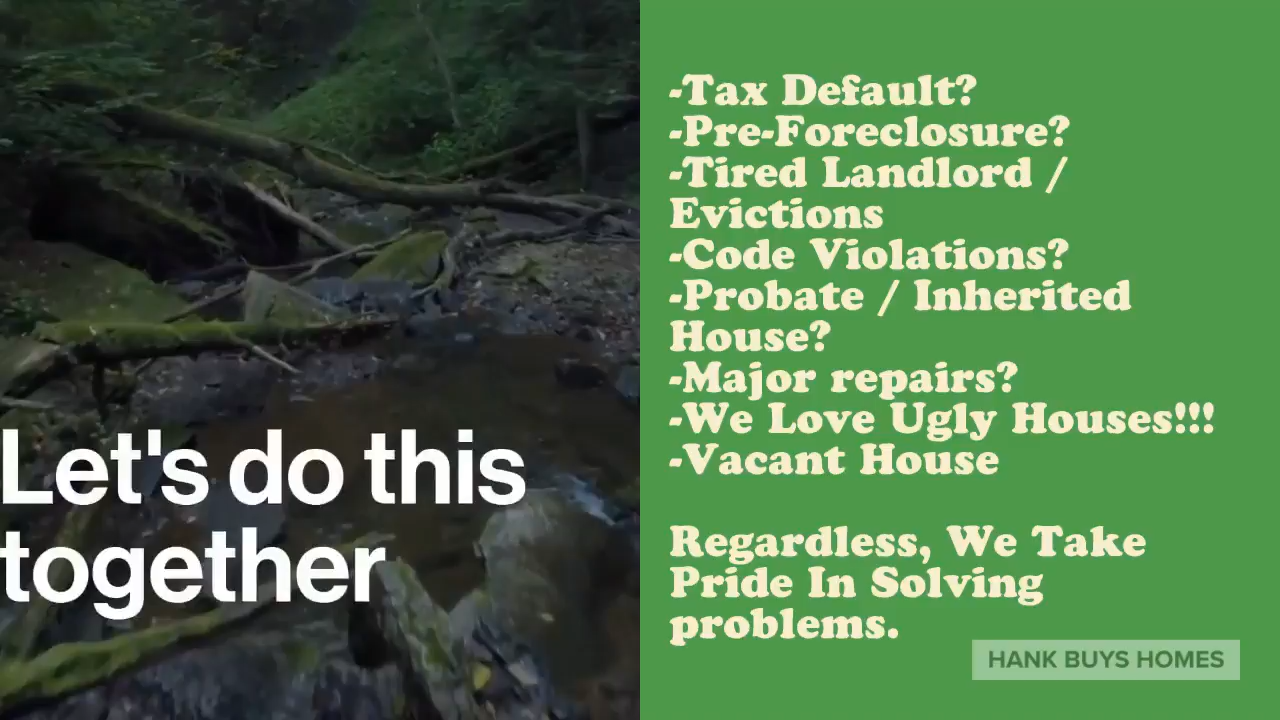 Let's do this
together
-Tax Default?
-Pre-Foreclosure?
-Tired Landlord /
Evictions
-Code Violations?
-Probate / Inherited
House?
-Major repairs?
-We Love Ugly Houses!!!
-Vacant House
Regardless, We Take
Pride In Solving
problems.
HANK BUYS HOMES